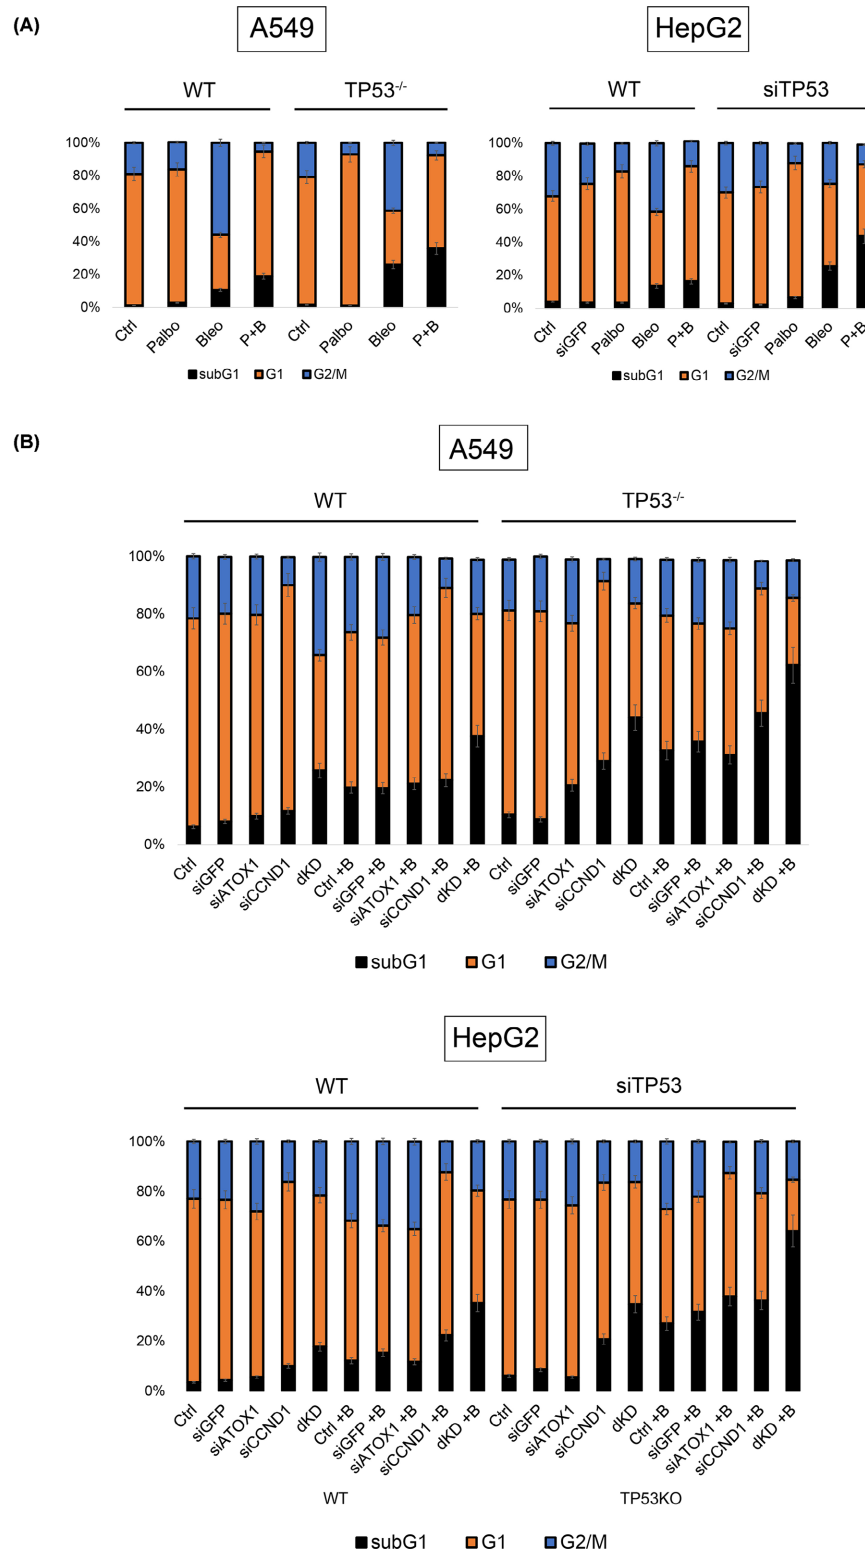 (A)
A549
HepG2
WT
TP53-/-
WT
siTP53
100%
80%
60%
40%
20%
0%
Ctrl
Palbo
Bleo
P+B
Ctrl
Palbo
Bleo
P+B
subG1 G1 G2/M
100%
80%
60%
40%
20%
0%
Ctrl
siGFP
Palbo
Bleo
P+B
Ctrl
siGFP
Palbo
Bleo
P+B
subG1 G1 G2/M
(B)
A549
WT
TP53-/-
100%
80%
60%
40%
20%
0%
Ctrl
siGFP
siATOX1
siCCND1
dKD
Ctrl +B
siGFP +B
siATOX1 +B
siCCND1 +B
dKD +B
Ctrl
siGFP
siATOX1
siCCND1
dKD
Ctrl +B
siGFP +B
siATOX1 +B
siCCND1 +B
dKD +B
subG1 G1 G2/M
HepG2
WT
siTP53
100%
80%
60%
40%
20%
0%
Ctrl
siGFP
siATOX1
siCCND1
dKD
Ctrl +B
siGFP +B
siATOX1 +B
siCCND1 +B
dKD +B
Ctrl
siGFP
siATOX1
siCCND1
dKD
Ctrl +B
siGFP +B
siATOX1 +B
siCCND1 +B
dKD +B
WT
TP53KO
subG1 G1 G2/M